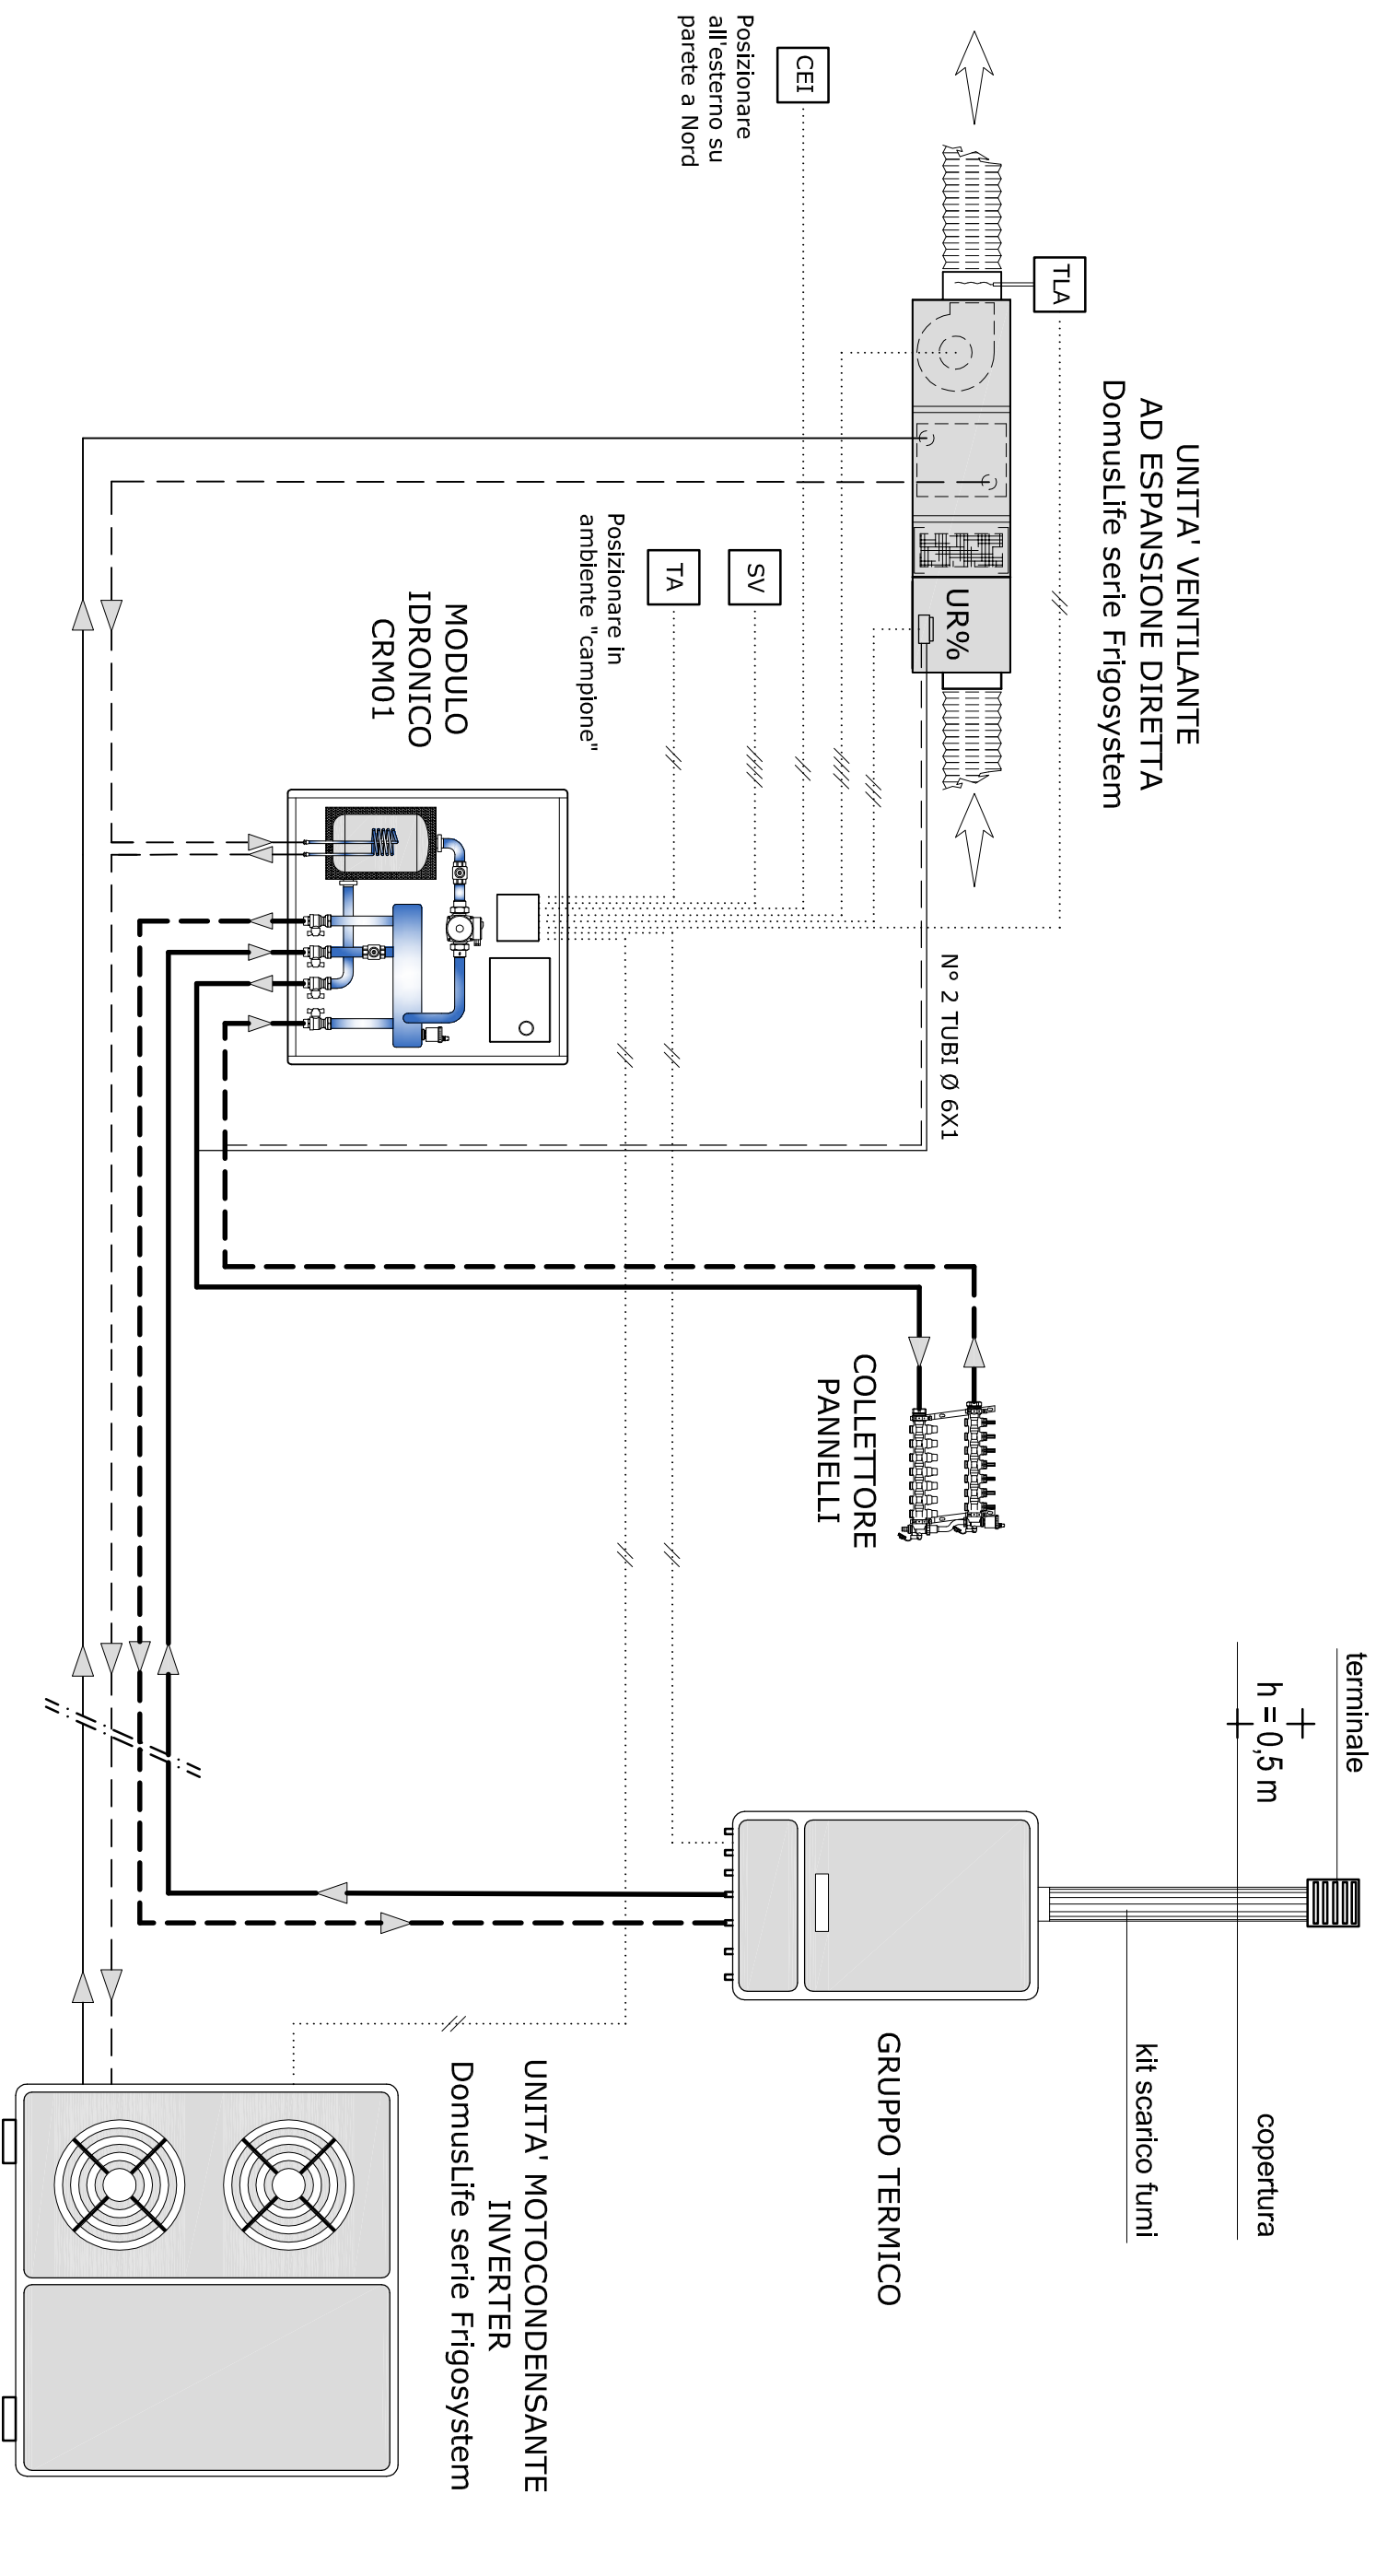 terminale
h = 0,5 m
copertura
kit scarico fumi
UNITA' VENTILANTE
AD ESPANSIONE DIRETTA
DomusLife serie Frigosystem
TLA
UR%
N° 2 TUBI Ø 6X1
CEI
Posizionare
all'esterno su
parete a Nord
SV
TA
Posizionare in
ambiente "campione"
MODULO
IDRONICO
CRM01
COLLETTORE
PANNELLI
GRUPPO TERMICO
UNITA' MOTOCONDENSANTE
INVERTER
DomusLife serie Frigosystem